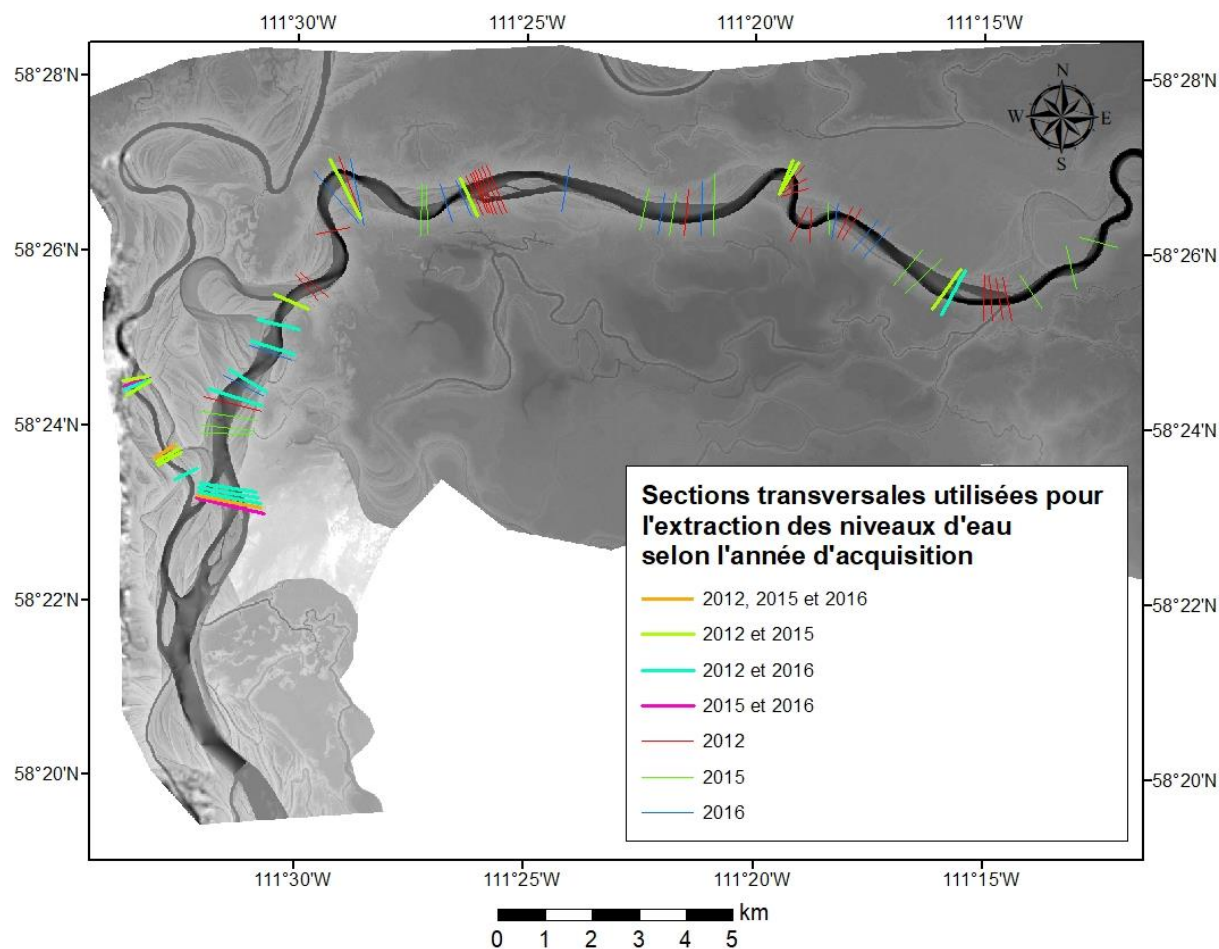 111°30'W 111°25'W 111°20'W 111°15'W
58°28'N 58°28'N
N
W E
S
58°26'N 58°26'N
58°24'N 58°24'N
Sections transversales utilisées pour
l'extraction des niveaux d'eau
selon l'année d'acquisition
2012, 2015 et 2016
58°22'N 58°22'N
2012 et 2015
2012 et 2016
2015 et 2016
2012
58°20'N 58°20'N
2015
2016
111°30'W 111°25'W 111°20'W 111°15'W
km
0 1 2 3 4 5